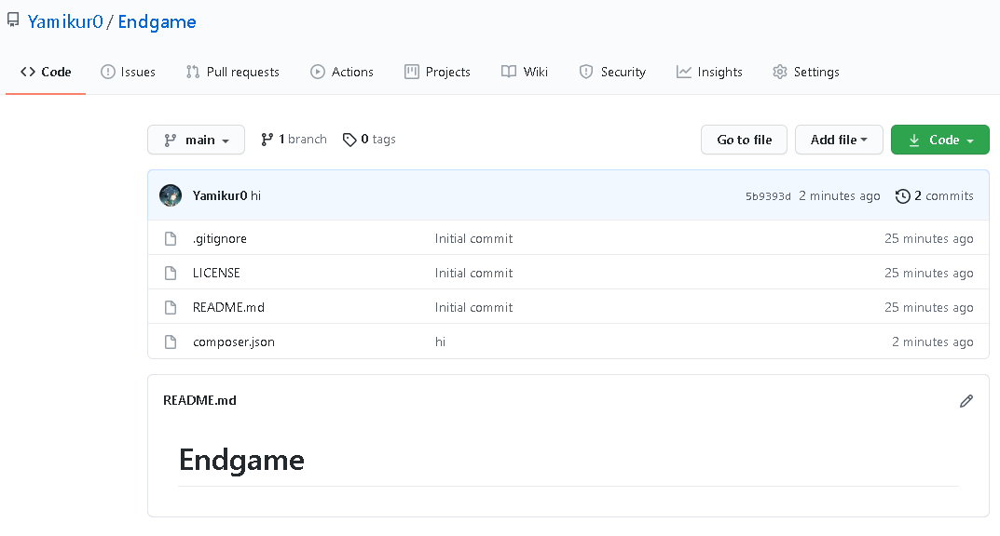 Yamikur0 / Endgame
Code Issues Pull requests Actions Projects Wiki Security Insights Settings
main 1 branch 0 tags Go to file Add file Code
Yamikur0 hi 5b9393d 2 minutes ago 2 commits
.gitignore Initial commit 25 minutes ago
LICENSE Initial commit 25 minutes ago
README.md Initial commit 25 minutes ago
composer.json hi 2 minutes ago
README.md
Endgame